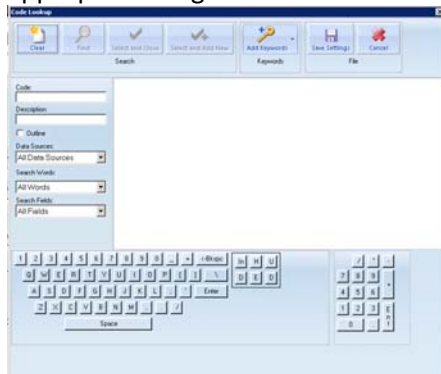 Code Lookup
Clear Find Select and Close Select and Add New Add Keywords Save Settings Cancel
Search Keywords File
Code:
Description:
Outline
Data Sources:
All Data Sources
Search Words:
All Words
Search Fields:
All Fields
1 2 3 4 5 6 7 8 9 0 _ + <-Bkspc In H U / * -
Q W E R T Y U I O P [ ] \ D E D 7 8 9 +
A S D F G H J K L ; ' Enter 4 5 6
Z X C V B N M , . / 1 2 3 Ent
Space 0 .